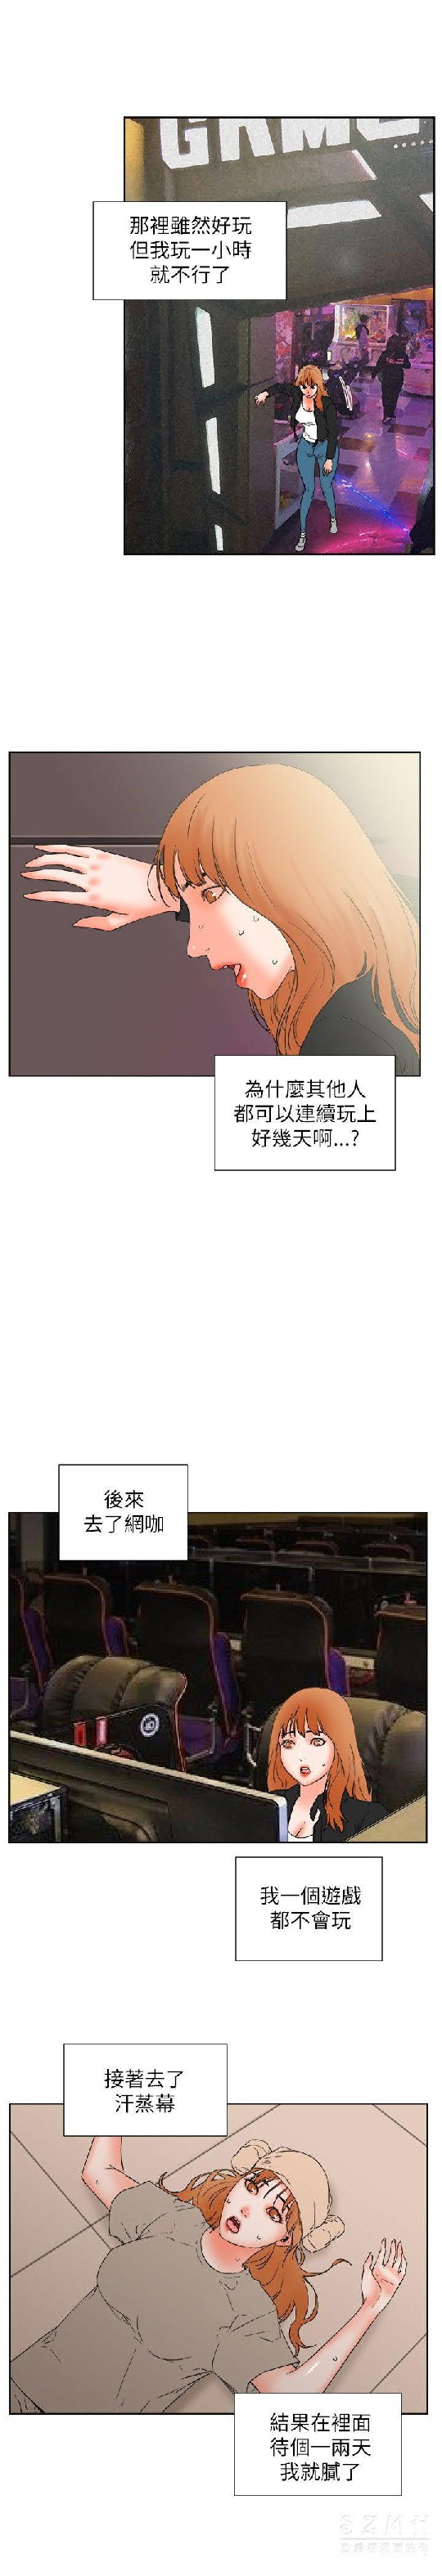 GAME
那裡雖然好玩
但我玩一小時
就不行了
為什麼其他人
都可以連續玩上
好幾天啊...?
後來
去了網咖
我一個遊戲
都不會玩
接著去了
汗蒸幕
結果在裡面
待個一兩天
我就膩了